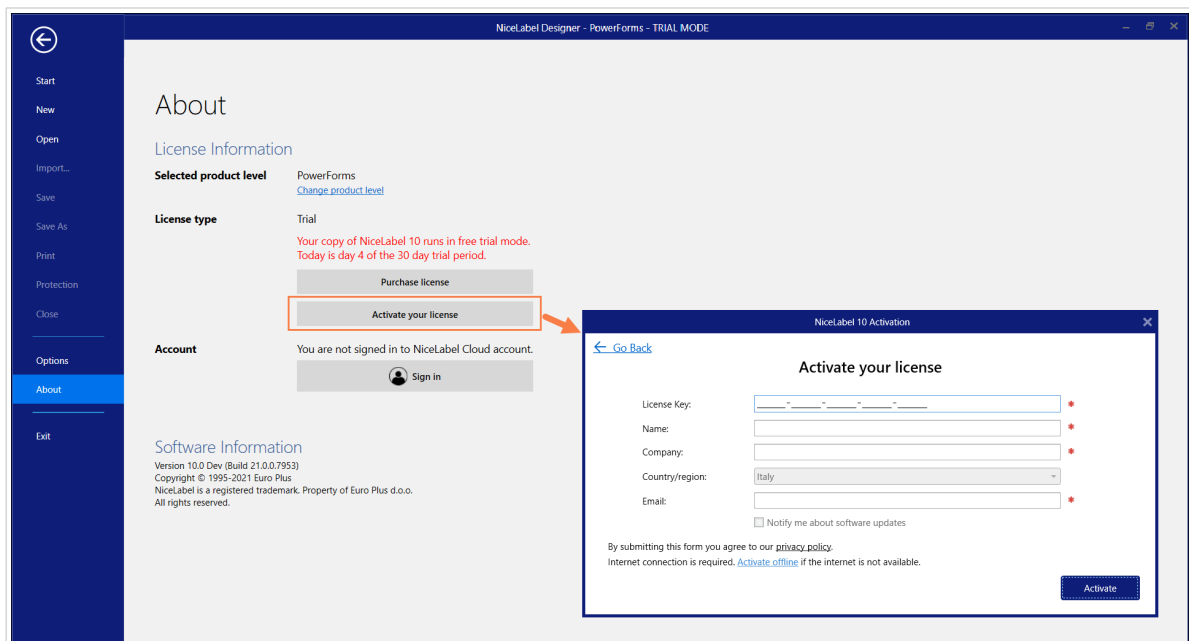 NiceLabel Designer - PowerForms - TRIAL MODE
Start
New
Open
Import...
Save
Save As
Print
Protection
Close
Options
About
Exit
About
License Information
Selected product level PowerForms
Change product level
License type Trial
Your copy of NiceLabel 10 runs in free trial mode.
Today is day 4 of the 30 day trial period.
Purchase license
Activate your license
Account You are not signed in to NiceLabel Cloud account.
Sign in
Software Information
Version 10.0 Dev (Build 21.0.0.7953)
Copyright © 1995-2021 Euro Plus
NiceLabel is a registered trademark. Property of Euro Plus d.o.o.
All rights reserved.
NiceLabel 10 Activation
Go Back
Activate your license
License Key: _____-_____-_____-_____-_____ *
Name: *
Company: *
Country/region: Italy
Email: *
Notify me about software updates
By submitting this form you agree to our privacy policy.
Internet connection is required. Activate offline if the internet is not available.
Activate